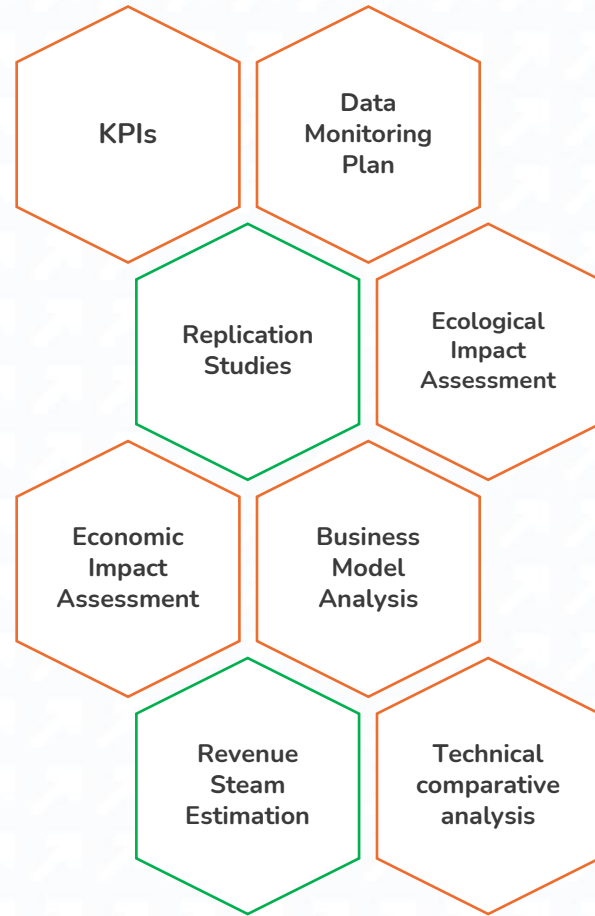 KPIs
Data
Monitoring
Plan
Replication
Studies
Ecological
Impact
Assessment
Economic
Impact
Assessment
Business
Model
Analysis
Revenue
Steam
Estimation
Technical
comparative
analysis